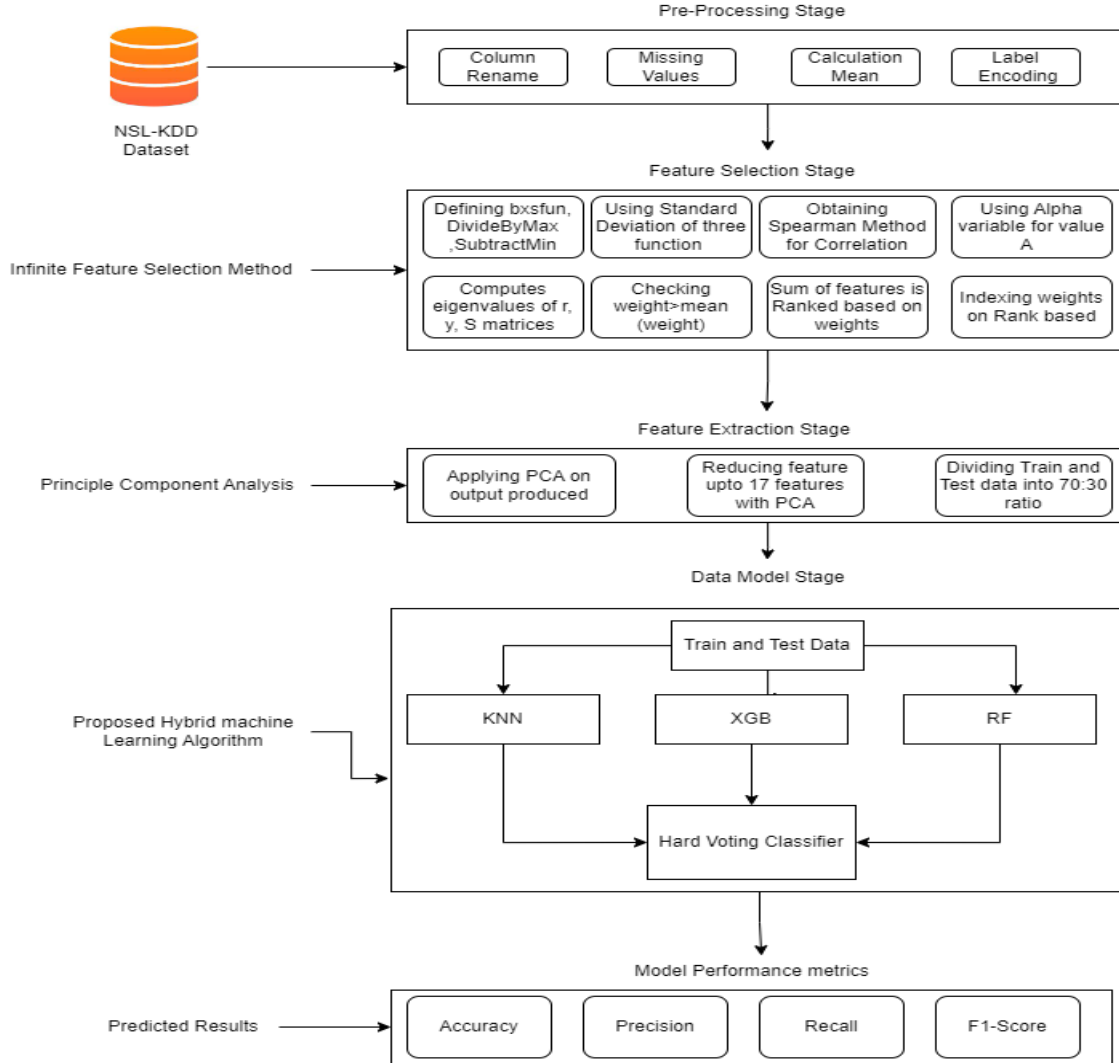 Pre-Processing Stage
Column
Rename
Missing
Values
Calculation
Mean
Label
Encoding
NSL-KDD
Dataset
Feature Selection Stage
Defining bxsfun,
DivideByMax
,SubtractMin
Using Standard
Deviation of three
function
Obtaining
Spearman Method
for Correlation
Using Alpha
variable for value
A
Infinite Feature Selection Method
Computes
eigenvalues of r,
y, S matrices
Checking
weight>mean
(weight)
Sum of features is
Ranked based on
weights
Indexing weights
on Rank based
Feature Extraction Stage
Principle Component Analysis
Applying PCA on
output produced
Reducing feature
upto 17 features
with PCA
Dividing Train and
Test data into 70:30
ratio
Data Model Stage
Train and Test Data
KNN
XGB
RF
Proposed Hybrid machine
Learning Algorithm
Hard Voting Classifier
Model Performance metrics
Predicted Results
Accuracy
Precision
Recall
F1-Score